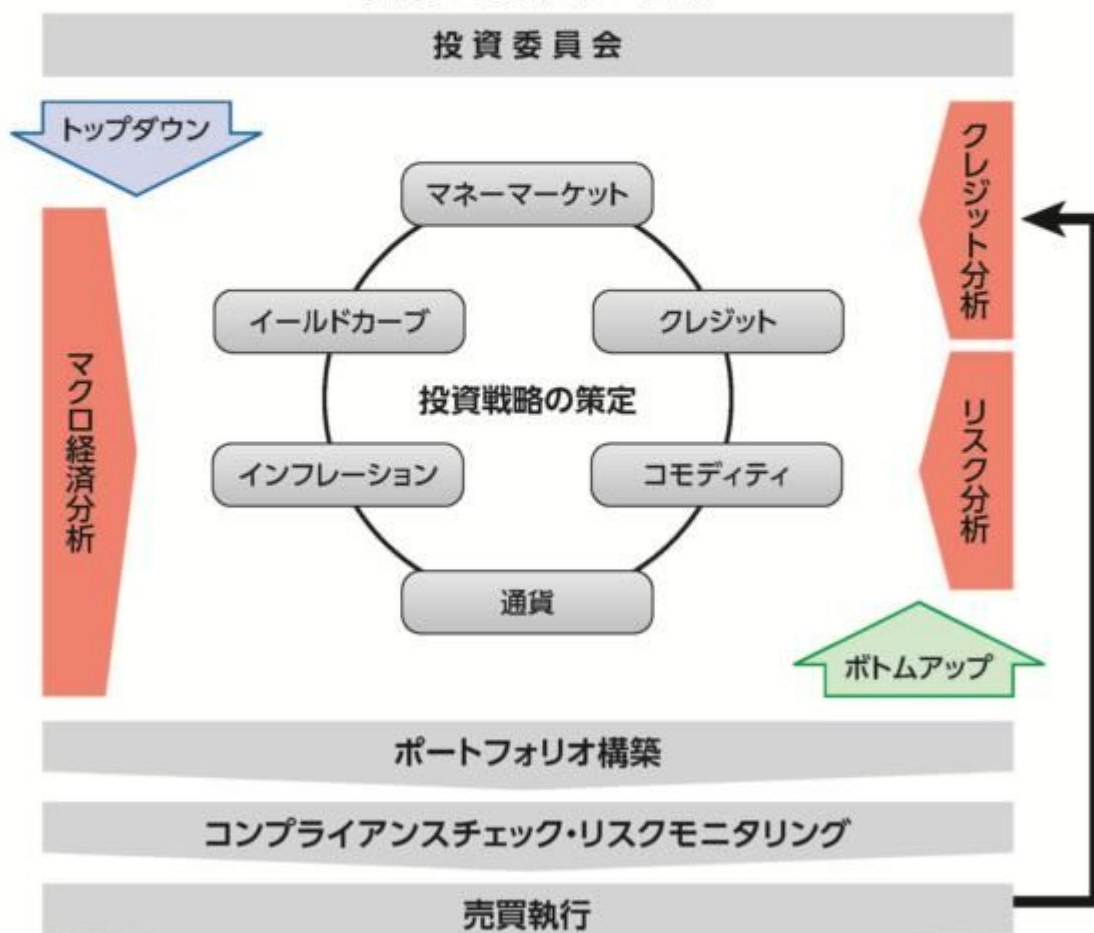 投資委員会
トップダウン
クレジット分析
マネーマーケット
イールドカーブ
クレジット
マクロ経済分析
投資戦略の策定
リスク分析
インフレーション
コモディティ
通貨
ボトムアップ
ポートフォリオ構築
コンプライアンスチェック・リスクモニタリング
売買執行